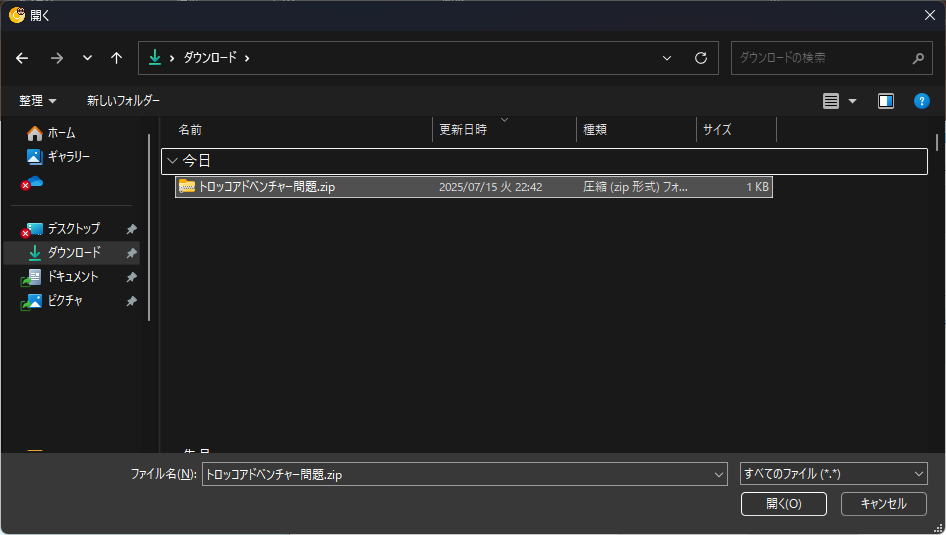 開く
ダウンロード
ダウンロードの検索
整理
新しいフォルダー
ホーム
ギャラリー
デスクトップ
ダウンロード
ドキュメント
ピクチャ
名前 更新日時 種類 サイズ
今日
トロッコアドベンチャー問題.zip 2025/07/15 火 22:42 圧縮 (zip 形式) フォ... 1 KB
ファイル名(N): トロッコアドベンチャー問題.zip すべてのファイル (*.*)
開く(O) キャンセル